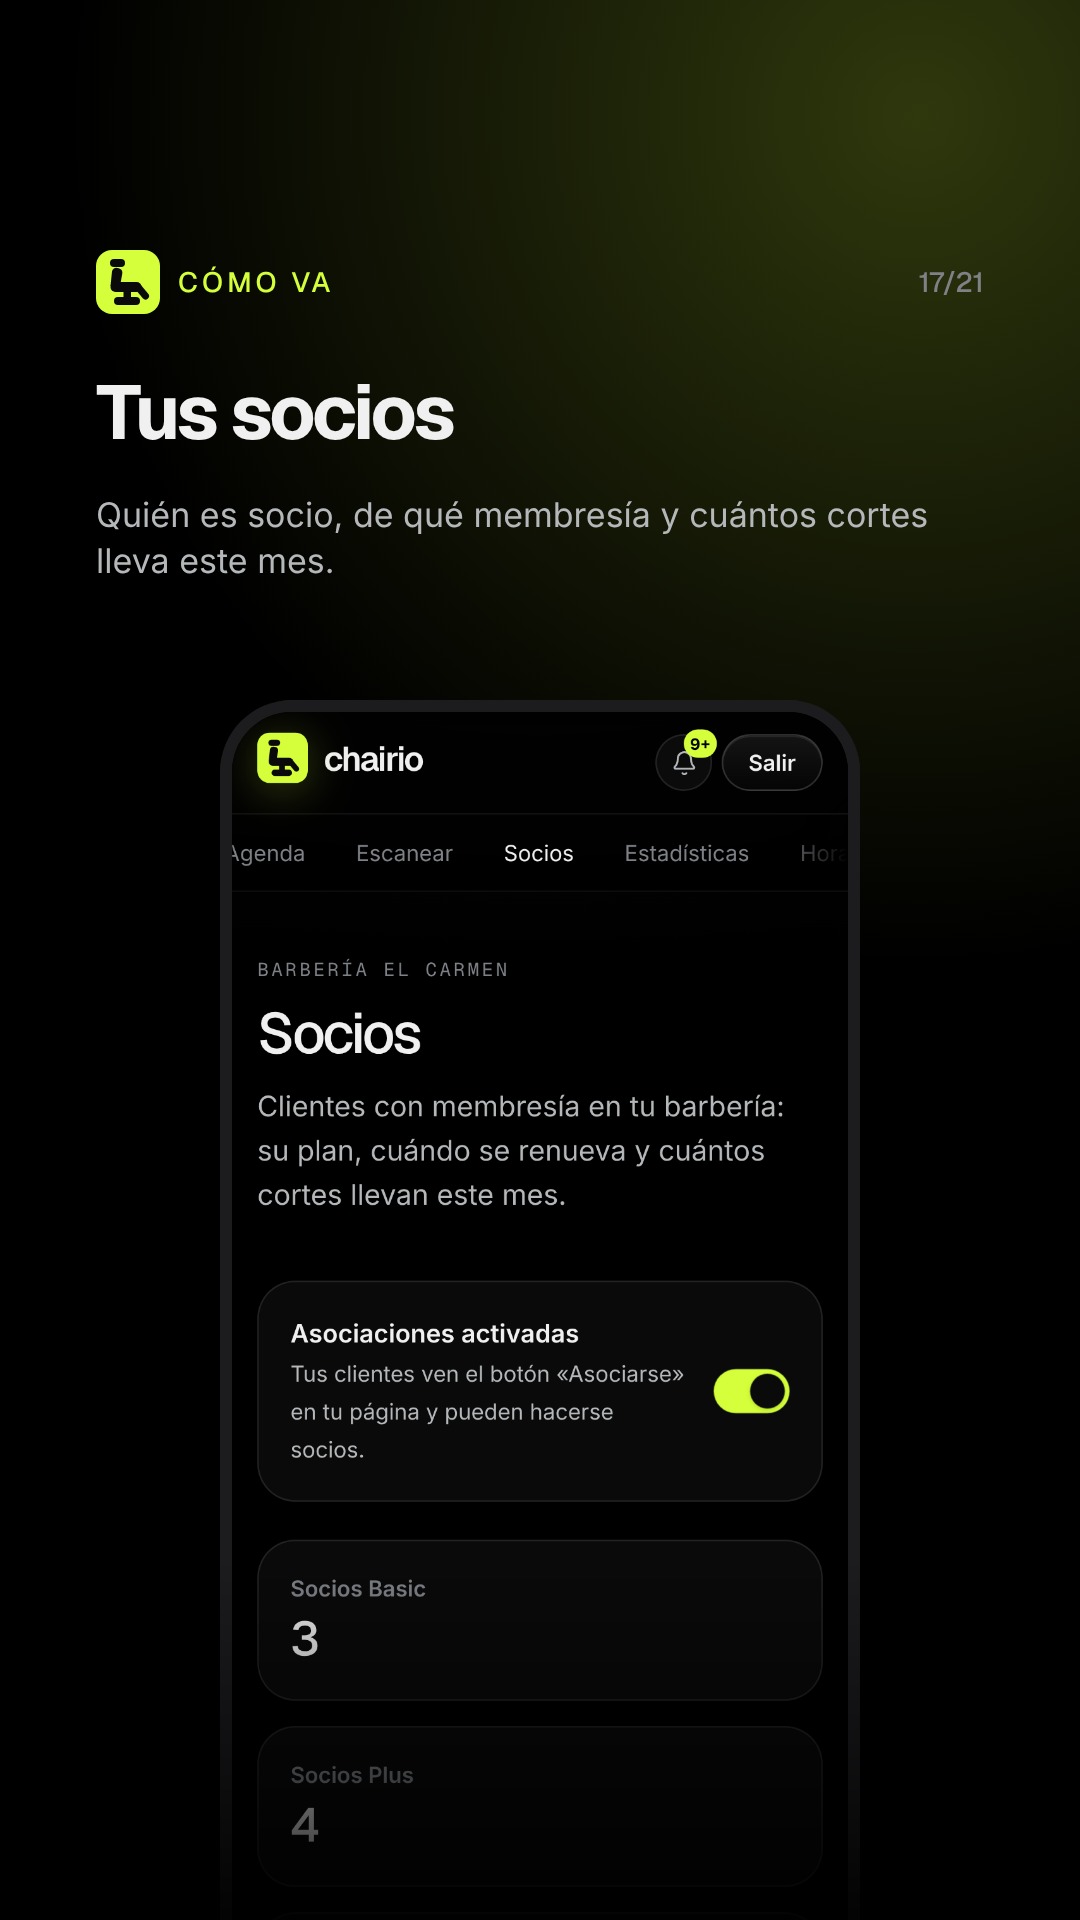 CÓMO VA
17/21
Tus socios
Quién es socio, de qué membresía y cuántos cortes
lleva este mes.
chairio
9+
Salir
Agenda Escanear Socios Estadísticas Hora
BARBERÍA EL CARMEN
Socios
Clientes con membresía en tu barbería:
su plan, cuándo se renueva y cuántos
cortes llevan este mes.
Asociaciones activadas
Tus clientes ven el botón «Asociarse»
en tu página y pueden hacerse
socios.
Socios Basic
3
Socios Plus
4